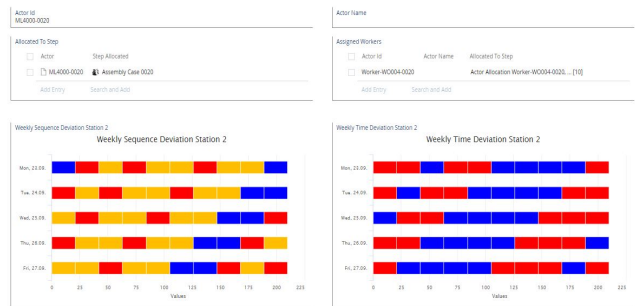 Actor Id
ML4000-0020
Actor Name
Allocated To Step
Actor Step Allocated
ML4000-0020 Assembly Case 0020
Add Entry Search and Add
Assigned Workers
Actor Id Actor Name Allocated To Step
Worker-WO004-0020 Actor Allocation Worker-WO004-0020, ... [10]
Add Entry Search and Add
Weekly Sequence Deviation Station 2
Weekly Sequence Deviation Station 2
Mon, 23.09.
Tue, 24.09.
Wed, 25.09.
Thu, 26.09.
Fri, 27.09.
0 25 50 75 100 125 150 175 200 225
Values
Weekly Time Deviation Station 2
Weekly Time Deviation Station 2
Mon, 23.09.
Tue, 24.09.
Wed, 25.09.
Thu, 26.09.
Fri, 27.09.
0 25 50 75 100 125 150 175 200 225
Values